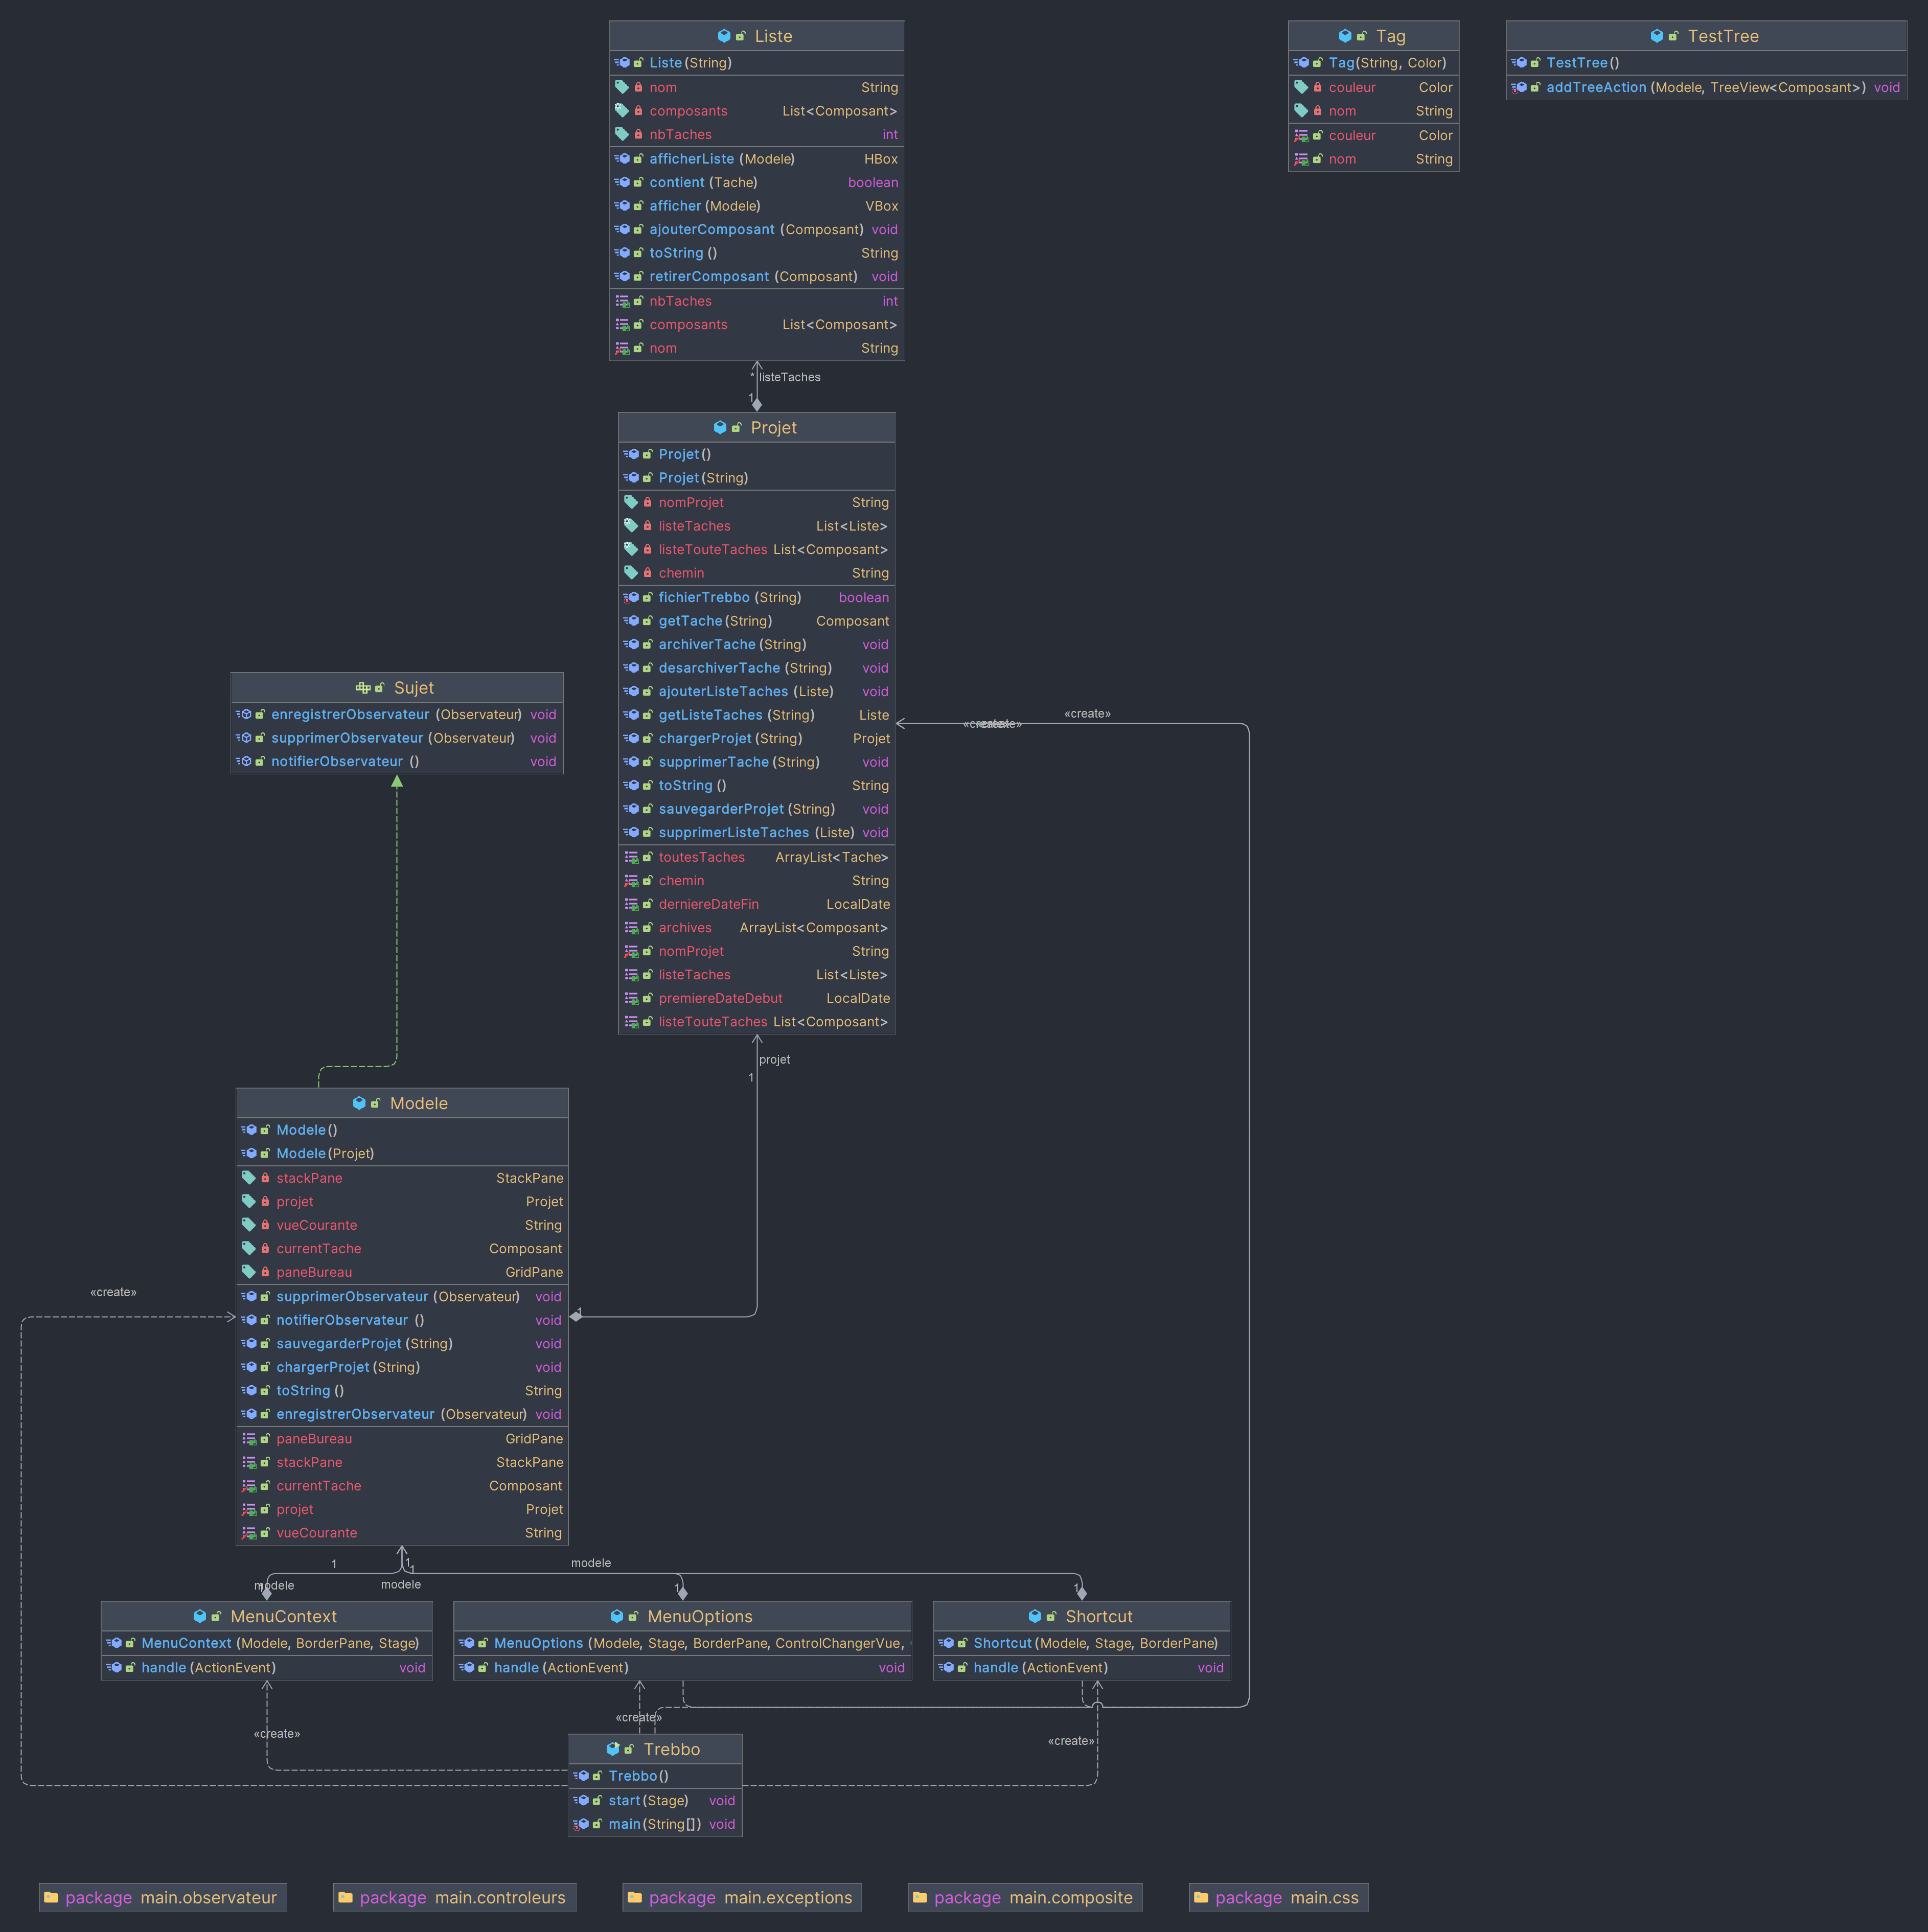 Liste
Liste(String)
nom String
composants List<Composant>
nbTaches int
afficherListe (Modele) HBox
contient (Tache) boolean
afficher (Modele) VBox
ajouterComposant (Composant) void
toString () String
retirerComposant (Composant) void
nbTaches int
composants List<Composant>
nom String
Tag
Tag(String, Color)
couleur Color
nom String
couleur Color
nom String
TestTree
TestTree()
addTreeAction (Modele, TreeView<Composant>) void
* listeTaches
1
Projet
Projet()
Projet(String)
nomProjet String
listeTaches List<Liste>
listeTouteTaches List<Composant>
chemin String
fichierTrebbo (String) boolean
getTache(String) Composant
archiverTache (String) void
desarchiverTache (String) void
ajouterListeTaches (Liste) void
getListeTaches (String) Liste
chargerProjet (String) Projet
supprimerTache (String) void
toString () String
sauvegarderProjet (String) void
supprimerListeTaches (Liste) void
toutesTaches ArrayList<Tache>
chemin String
derniereDateFin LocalDate
archives ArrayList<Composant>
nomProjet String
listeTaches List<Liste>
premiereDateDebut LocalDate
listeTouteTaches List<Composant>
Sujet
enregistrerObservateur (Observateur) void
supprimerObservateur (Observateur) void
notifierObservateur () void
«create»
«create»
projet
1
Modele
Modele()
Modele(Projet)
stackPane StackPane
projet Projet
vueCourante String
currentTache Composant
paneBureau GridPane
supprimerObservateur (Observateur) void
notifierObservateur () void
sauvegarderProjet (String) void
chargerProjet (String) void
toString () String
enregistrerObservateur (Observateur) void
paneBureau GridPane
stackPane StackPane
currentTache Composant
projet Projet
vueCourante String
«create»
1
1
1
1
modele
modele
modele
1
1
1
MenuContext
MenuContext (Modele, BorderPane, Stage)
handle (ActionEvent) void
MenuOptions
MenuOptions (Modele, Stage, BorderPane, ControlChangerVue,
handle (ActionEvent) void
Shortcut
Shortcut(Modele, Stage, BorderPane)
handle (ActionEvent) void
«create»
«create»
«create»
Trebbo
Trebbo()
start(Stage) void
main(String[]) void
package main.observateur
package main.controleurs
package main.exceptions
package main.composite
package main.css